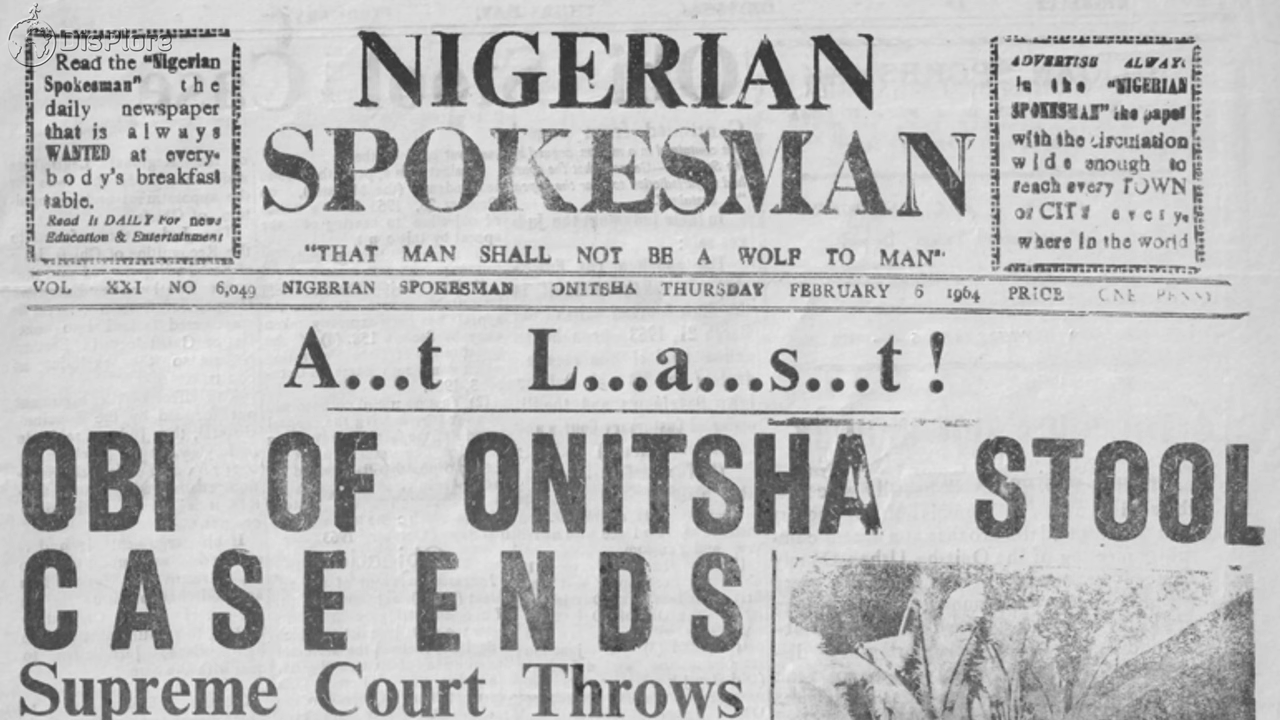 DisPlore
Read the "Nigerian
Spokesman" the
daily newspaper
that is always
WANTED at every-
body's breakfast
table.
Read It DAILY For news
Education & Entertainment
NIGERIAN
SPOKESMAN
"THAT MAN SHALL NOT BE A WOLF TO MAN"
ADVERTISE ALWAYS
In the "NIGERIAN
SPOKESMAN" the paper
with the circulation
wide enough to
reach every TOWN
or CITY every-
where in the world
VOL XXI NO 6,049 NIGERIAN SPOKESMAN ONITSHA THURSDAY FEBRUARY 6 1964 PRICE ONE PENNY
A...t L...a...s...t!
OBI OF ONITSHA STOOL
CASE ENDS
Supreme Court Throws